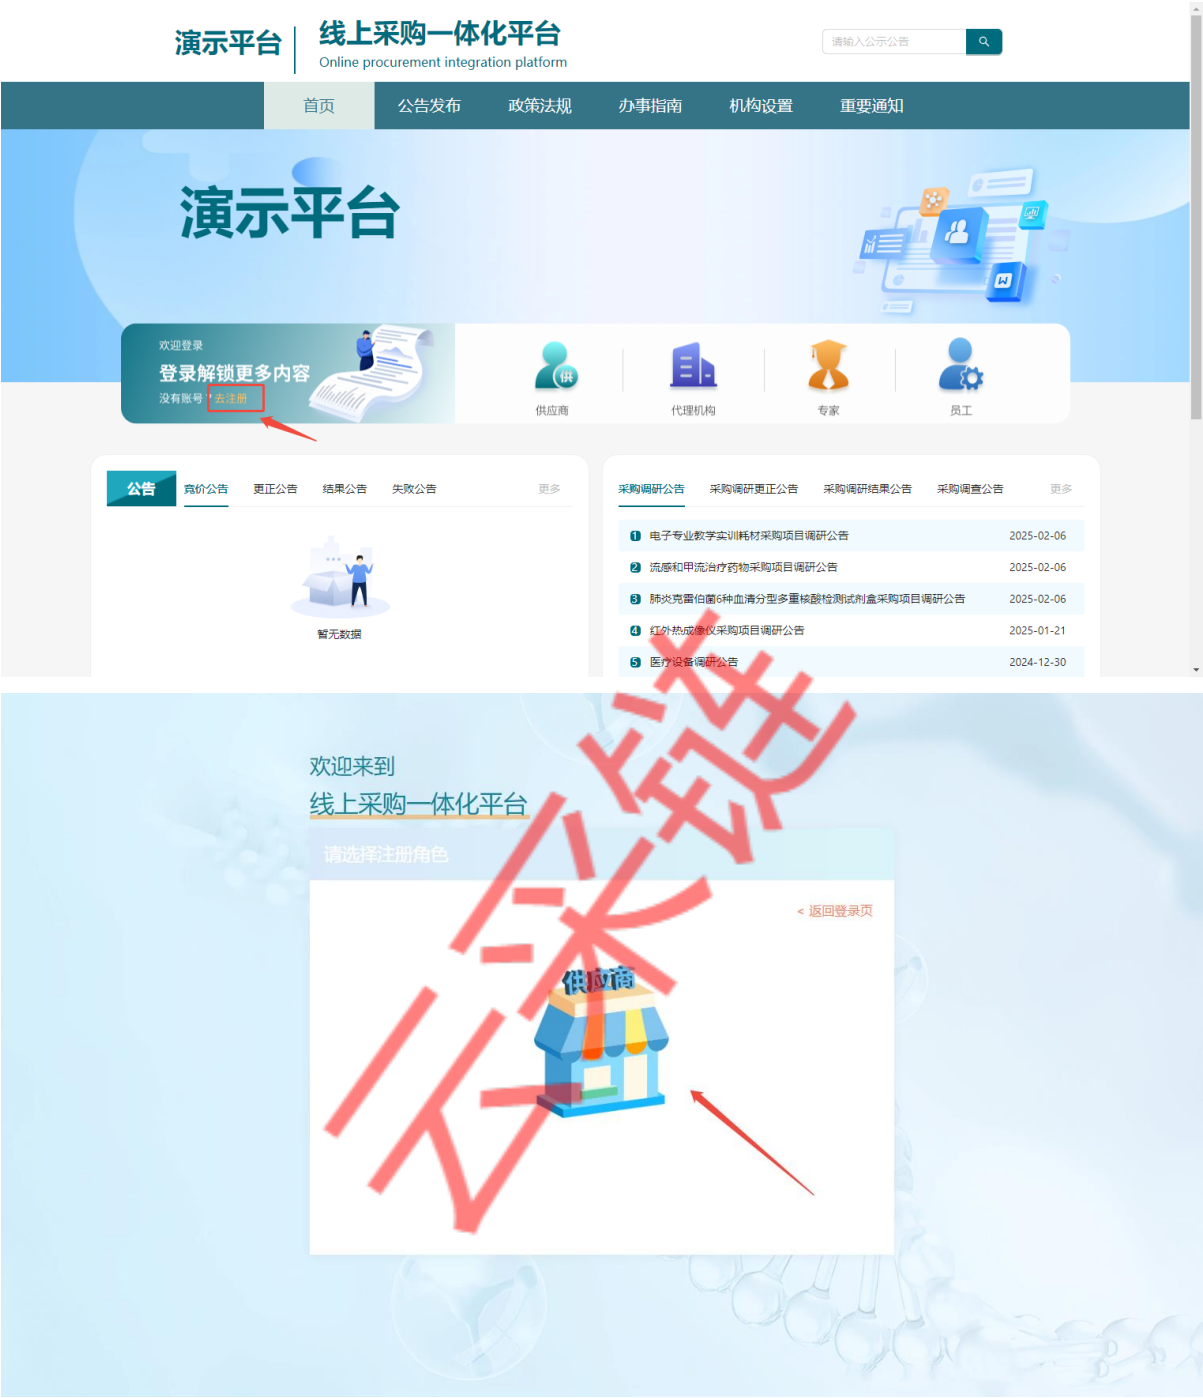 演示平台
线上采购一体化平台
Online procurement integration platform
请输入公示公告
首页 公告发布 政策法规 办事指南 机构设置 重要通知
演示平台
欢迎登录
登录解锁更多内容
没有账号？去注册
供
供应商 代理机构 专家 员工
公告 竟价公告 更正公告 结果公告 失败公告 更多
暂无数据
采购调研公告 采购调研更正公告 采购调研结果公告 采购调查公告 更多
1 电子专业教学实训耗材采购项目调研公告 2025-02-06
2 流感和甲流治疗药物采购项目调研公告 2025-02-06
3 肺炎克雷伯菌6种血清分型多重核酸检测试剂盒采购项目调研公告 2025-02-06
4 红外热成像仪采购项目调研公告 2025-01-21
5 医疗设备调研公告 2024-12-30
欢迎来到
线上采购一体化平台
请选择注册角色
< 返回登录页
供应商
云采链